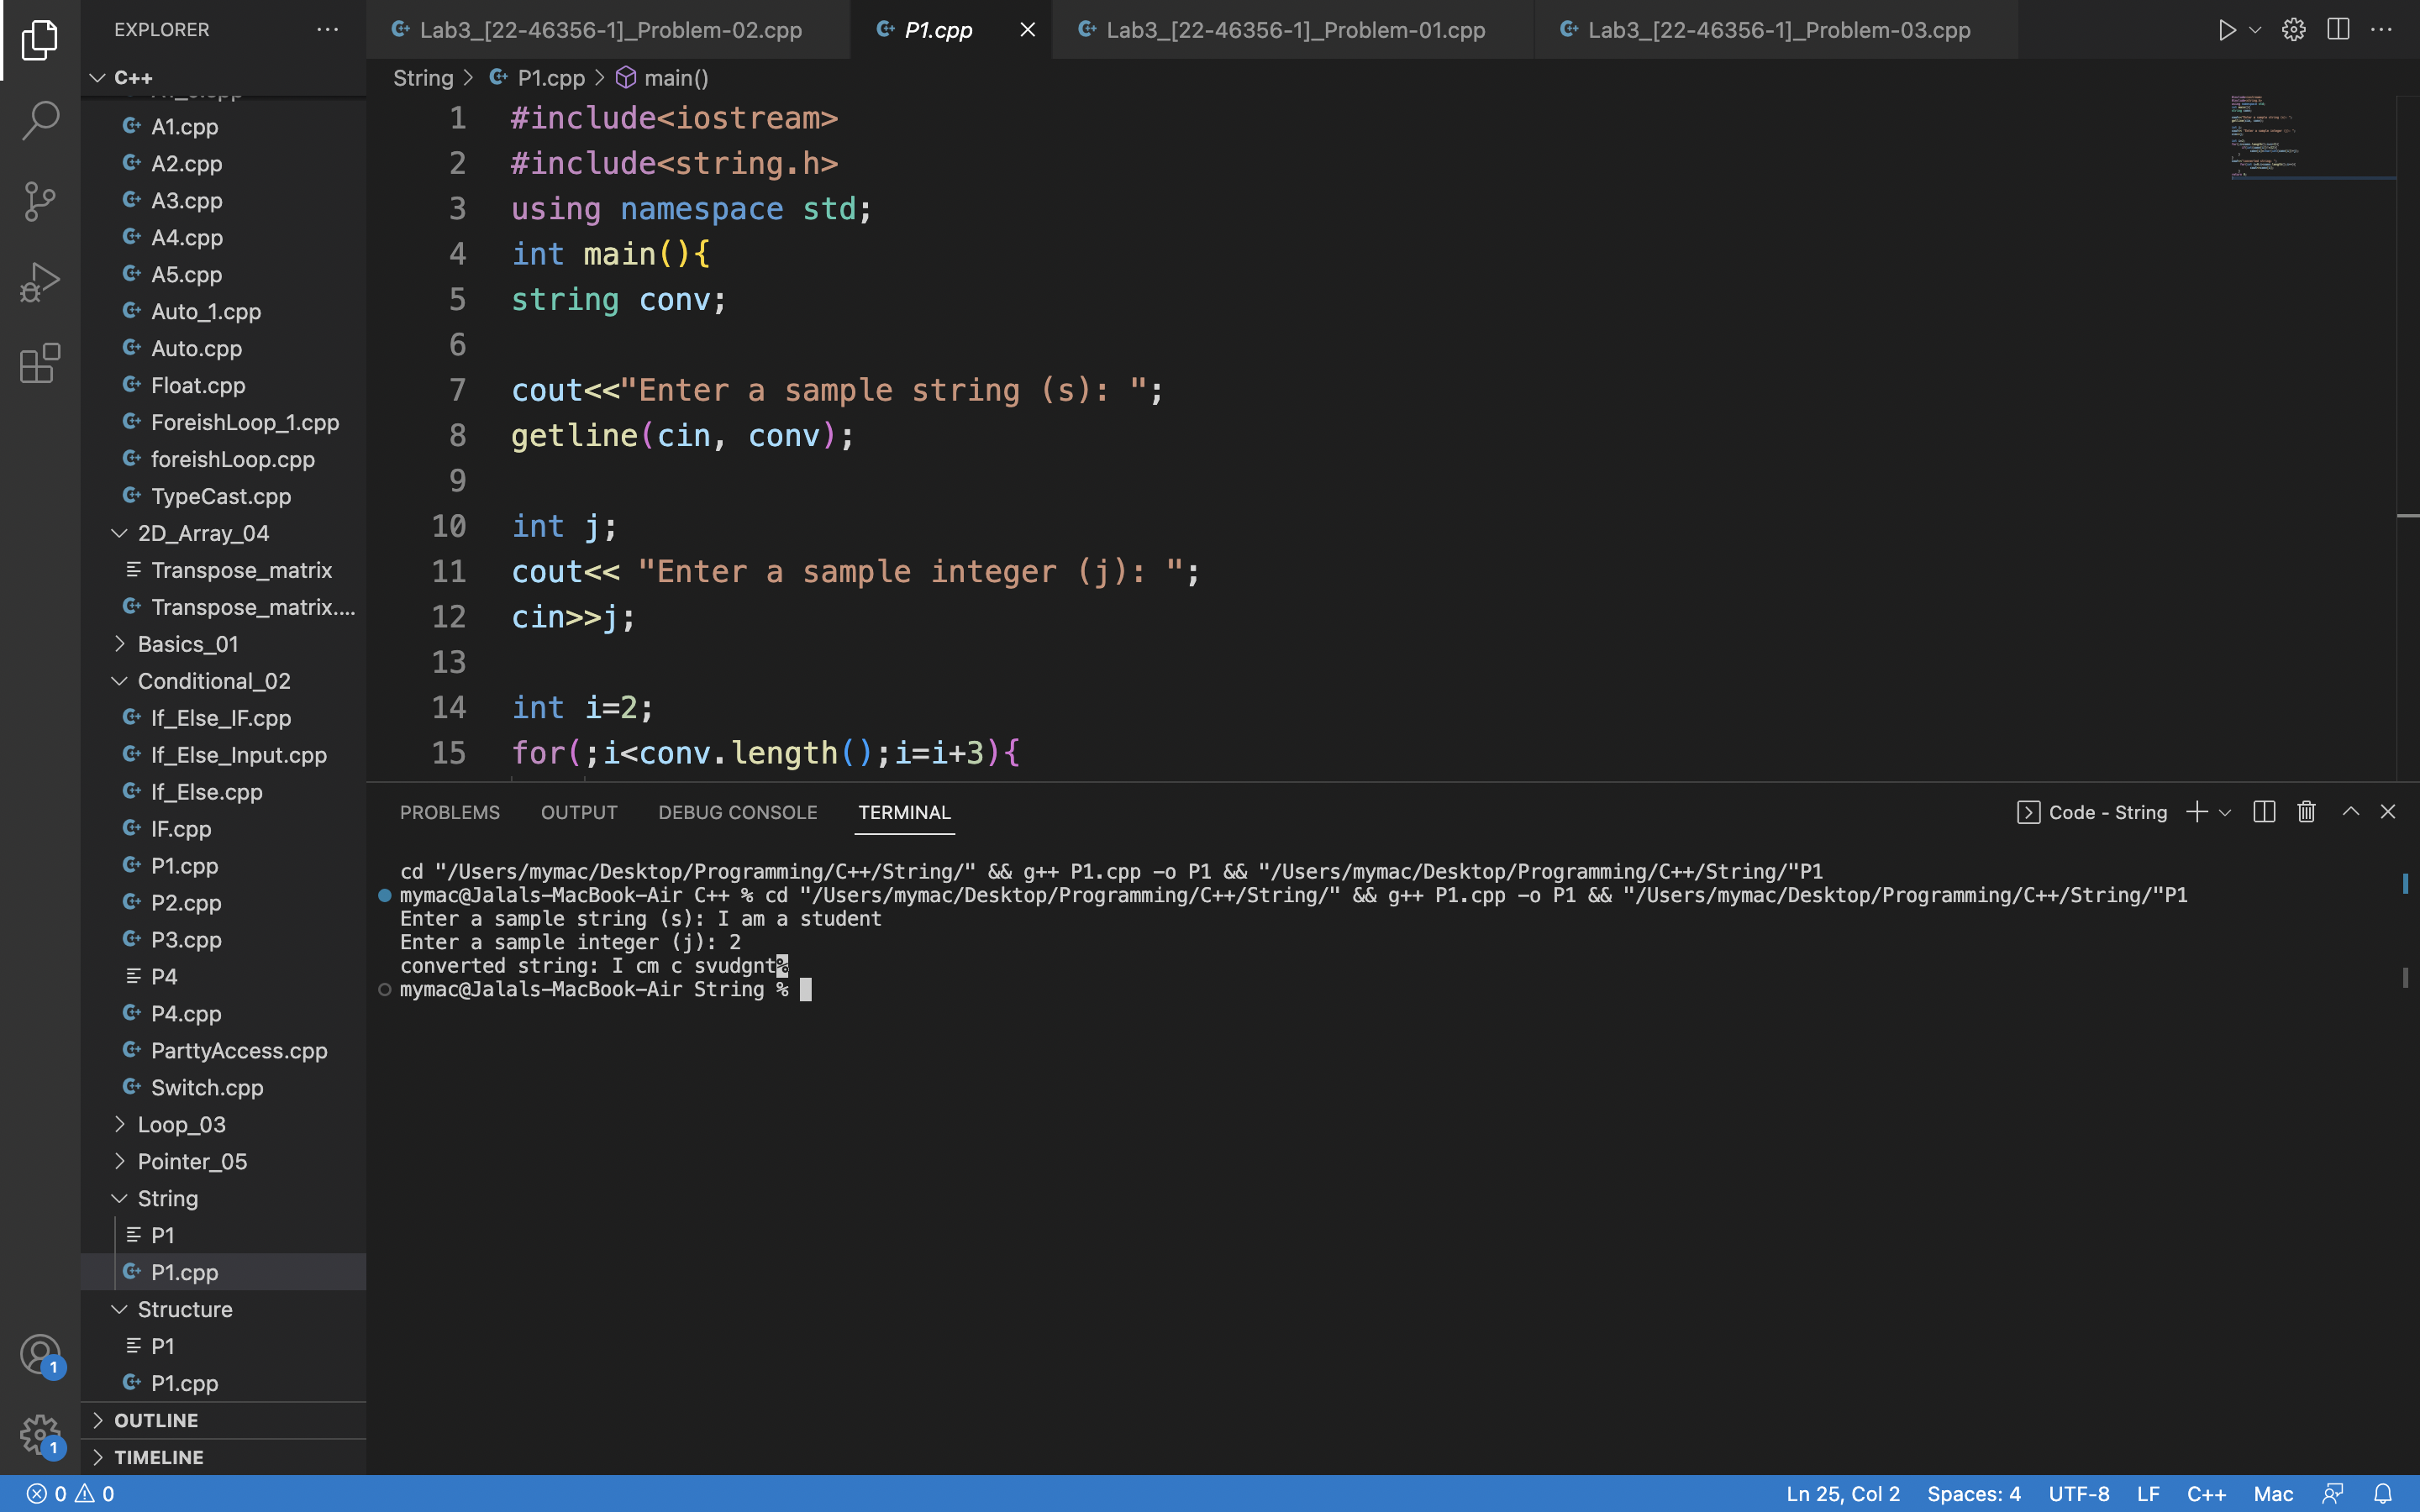 EXPLORER
C++
A1.cpp
A2.cpp
A3.cpp
A4.cpp
A5.cpp
Auto_1.cpp
Auto.cpp
Float.cpp
ForeishLoop_1.cpp
foreishLoop.cpp
TypeCast.cpp
2D_Array_04
Transpose_matrix
Transpose_matrix....
Basics_01
Conditional_02
If_Else_IF.cpp
If_Else_Input.cpp
If_Else.cpp
IF.cpp
P1.cpp
P2.cpp
P3.cpp
P4
P4.cpp
ParttyAccess.cpp
Switch.cpp
Loop_03
Pointer_05
String
P1
P1.cpp
Structure
P1
P1.cpp
OUTLINE
TIMELINE
1
1
Lab3_[22-46356-1]_Problem-02.cpp
P1.cpp
Lab3_[22-46356-1]_Problem-01.cpp
Lab3_[22-46356-1]_Problem-03.cpp
String > P1.cpp > main()
1 #include<iostream>
2 #include<string.h>
3 using namespace std;
4 int main(){
5 string conv;
6
7 cout<<"Enter a sample string (s): ";
8 getline(cin, conv);
9
10 int j;
11 cout<< "Enter a sample integer (j): ";
12 cin>>j;
13
14 int i=2;
15 for(;i<conv.length();i=i+3){
PROBLEMS OUTPUT DEBUG CONSOLE TERMINAL
Code - String
cd "/Users/mymac/Desktop/Programming/C++/String/" && g++ P1.cpp -o P1 && "/Users/mymac/Desktop/Programming/C++/String/"P1
mymac@Jalals-MacBook-Air C++ % cd "/Users/mymac/Desktop/Programming/C++/String/" && g++ P1.cpp -o P1 && "/Users/mymac/Desktop/Programming/C++/String/"P1
Enter a sample string (s): I am a student
Enter a sample integer (j): 2
converted string: I cm c svudgnt%
mymac@Jalals-MacBook-Air String %
0 0
Ln 25, Col 2 Spaces: 4 UTF-8 LF C++ Mac